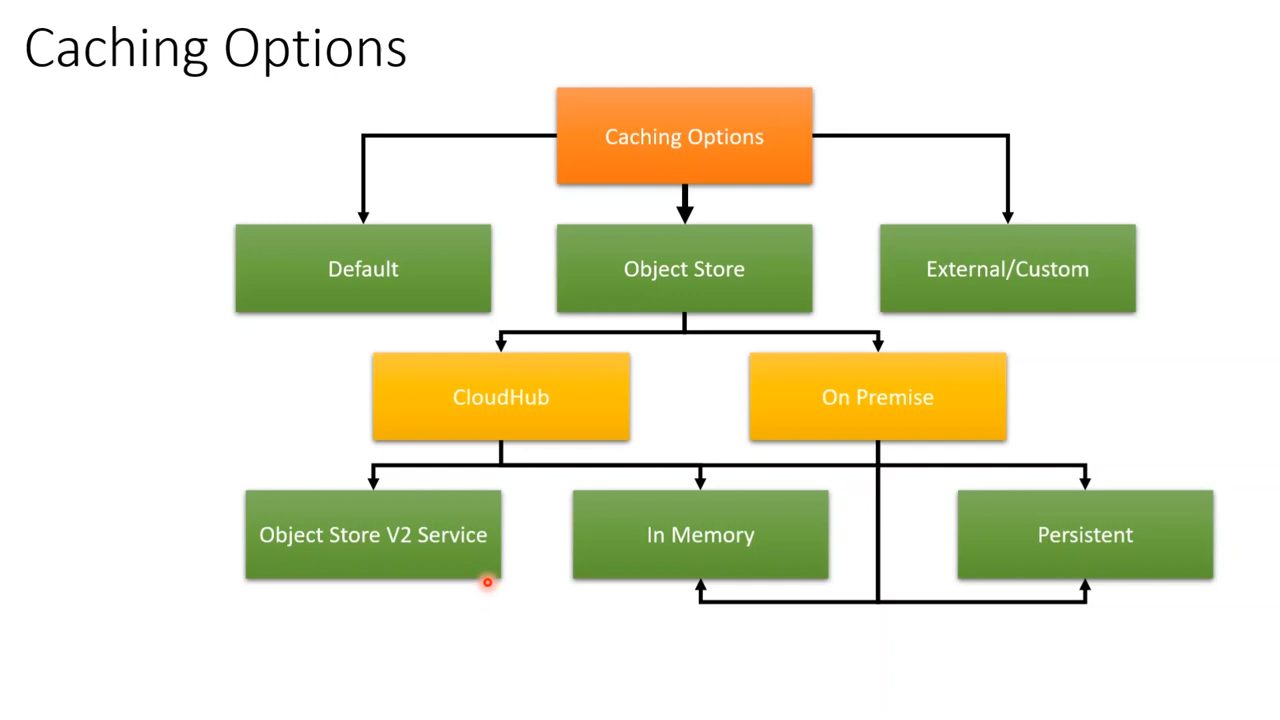 Caching Options
Caching Options
Default
Object Store
External/Custom
CloudHub
On Premise
Object Store V2 Service
In Memory
Persistent